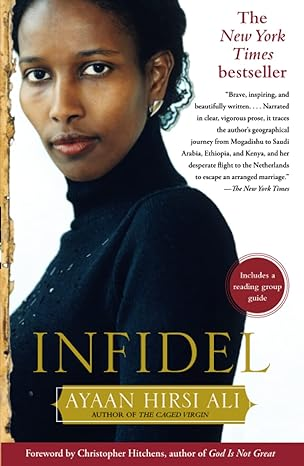 The
New York
Times
bestseller
"Brave, inspiring, and
beautifully written. . . . Narrated
in clear, vigorous prose, it traces
the author's geographical
journey from Mogadishu to Saudi
Arabia, Ethiopia, and Kenya, and her
desperate flight to the Netherlands
to escape an arranged marriage."
—The New York Times
Includes a
reading group
guide
INFIDEL
AYAAN HIRSI ALI
AUTHOR OF THE CAGED VIRGIN
Foreword by Christopher Hitchens, author of God Is Not Great